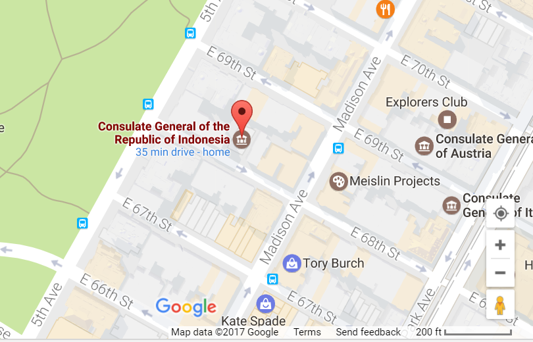 5th Ave
E 70th St
Madison Ave
E 69th St
Explorers Club
Consulate General of the
Republic of Indonesia
35 min drive - home
E 69th St
Consulate Genera
of Austria
Meislin Projects
Consulate
General of It
E 67th St
Madison Ave
E 68th St
Tory Burch
E 66th St
5th Ave
Kate Spade
E 67th St
rk Ave
H
Google
Map data ©2017 Google
Terms
Send feedback
200 ft